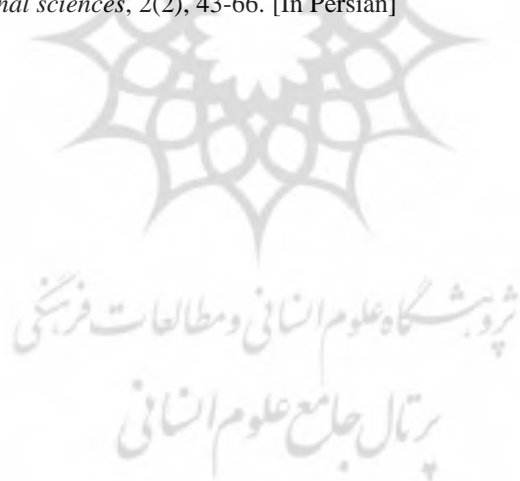 nal sciences, 2(2), 43-66. [In Persian]
پژوهشگاه علوم انسانی و مطالعات فرهنگی
پرتال جامع علوم انسانی